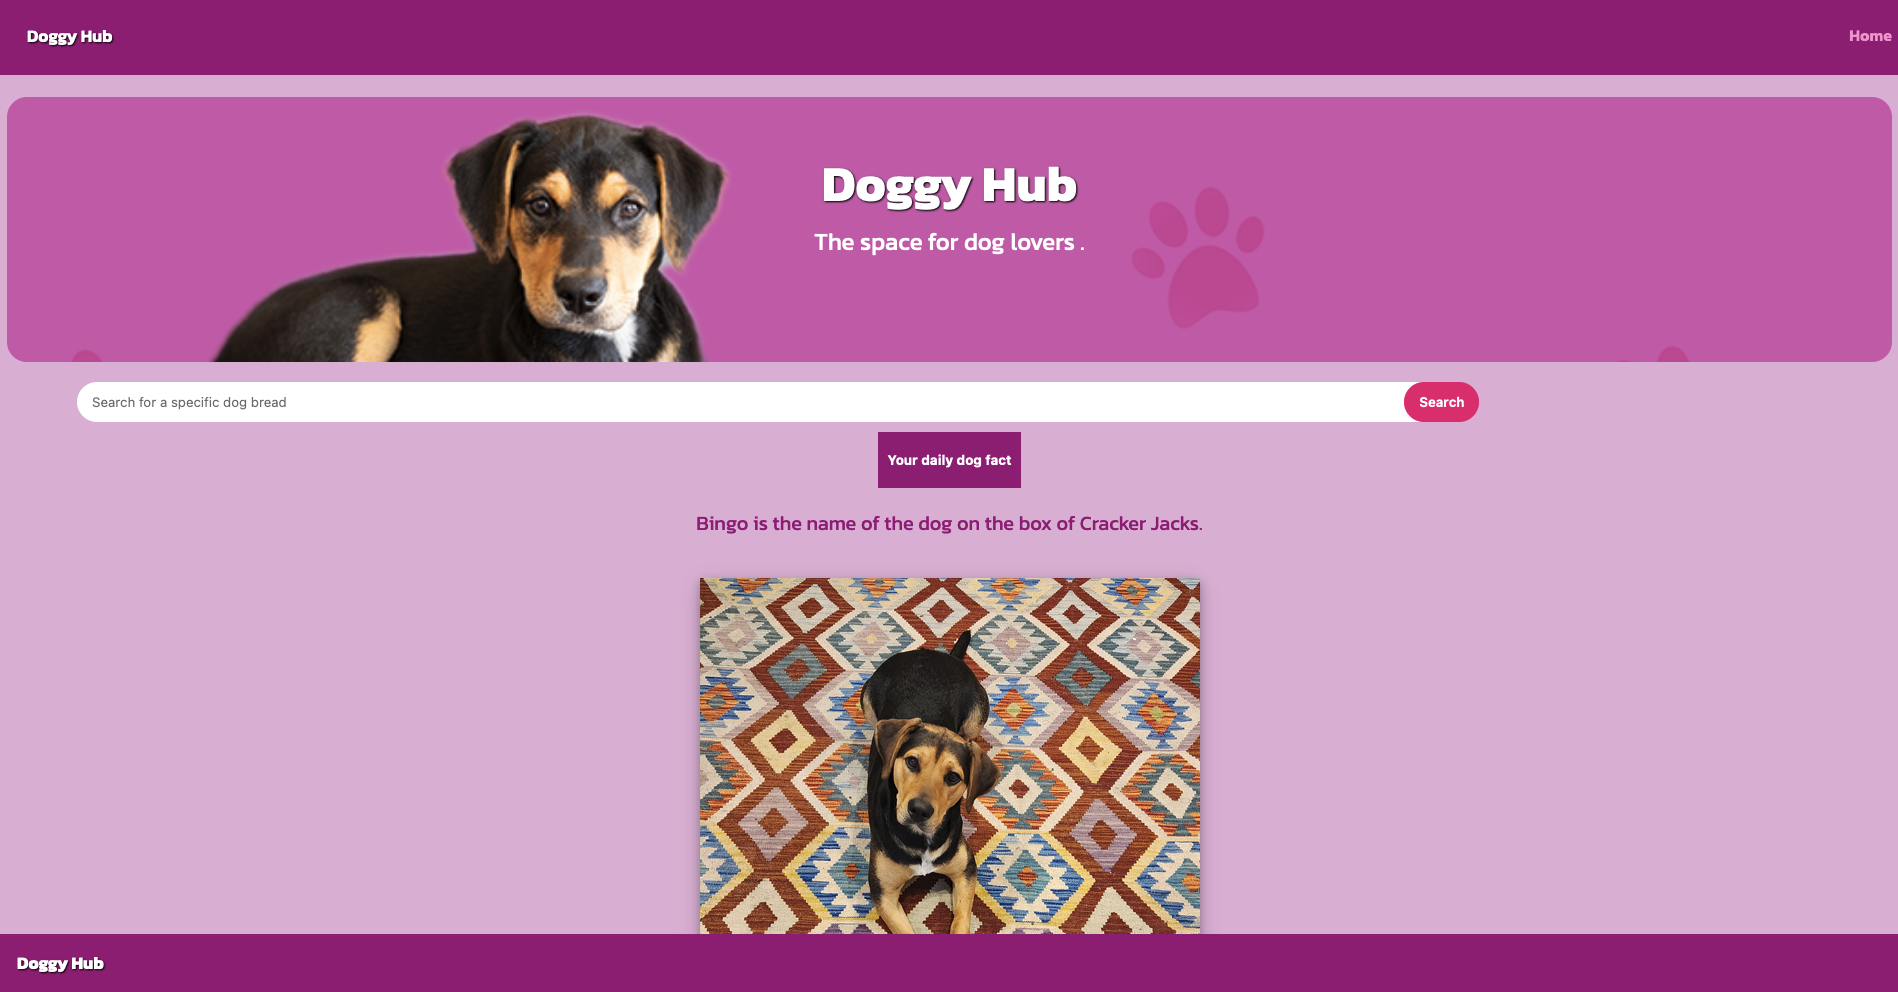 Doggy Hub
Home
Doggy Hub
The space for dog lovers .
Search for a specific dog bread
Search
Your daily dog fact
Bingo is the name of the dog on the box of Cracker Jacks.
Doggy Hub